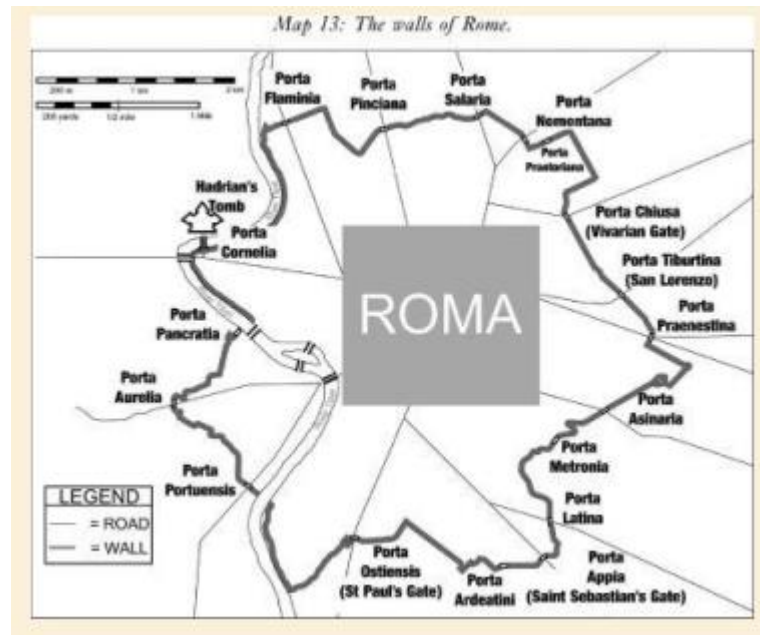 Map 13: The walls of Rome.
Porta
Flaminia
Porta
Pinciana
Porta
Salaria
Porta
Nomentana
Porta
Praetoriana
Hadrian's
Tomb
Porta
Cornelia
Porta Chiusa
(Vivarian Gate)
Porta Tiburtina
(San Lorenzo)
Porta
Praenestina
ROMA
Porta
Pancratia
Porta
Aurelia
Porta
Asinaria
Porta
Metronia
Porta
Portuensis
Porta
Latina
LEGEND
= ROAD
= WALL
Porta
Ostiensis
(St Paul's Gate)
Porta
Ardeatini
Porta
Appia
(Saint Sebastian's Gate)